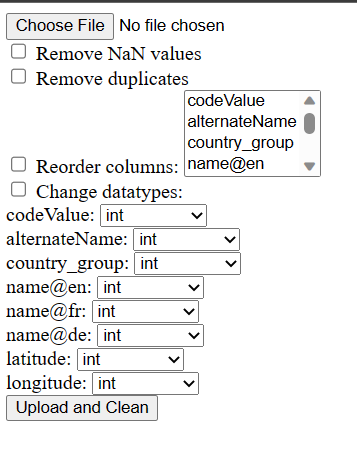 Choose File No file chosen
Remove NaN values
Remove duplicates
codeValue
alternateName
country_group
name@en
Reorder columns:
Change datatypes:
codeValue: int
alternateName: int
country_group: int
name@en: int
name@fr: int
name@de: int
latitude: int
longitude: int
Upload and Clean